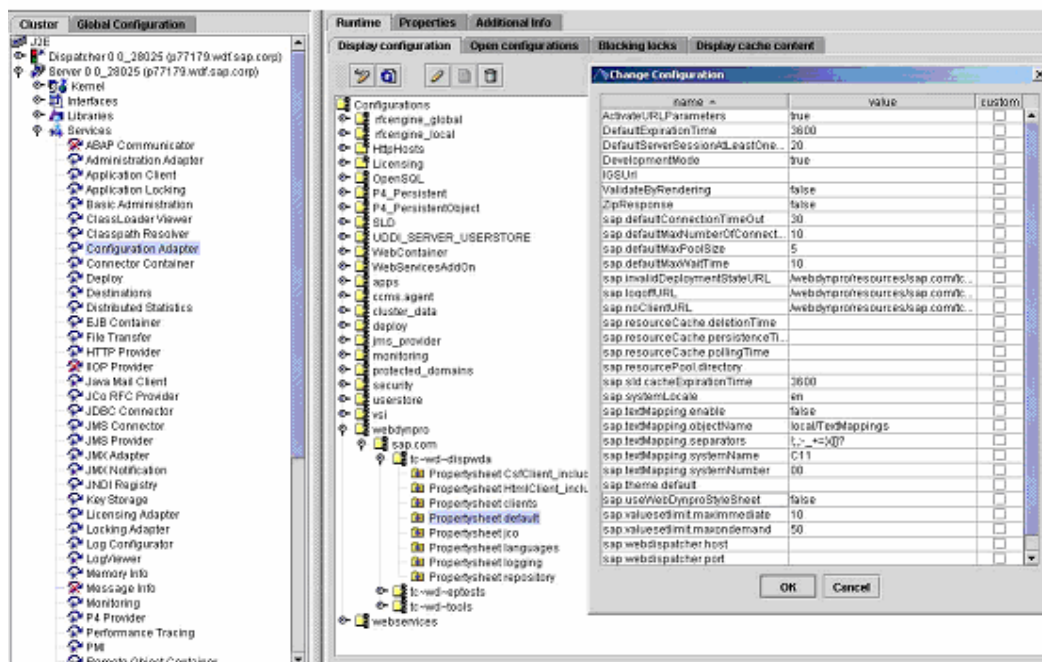 Cluster Global Configuration
J2E
Dispatcher 0 0_28025 (p77179.wdf.sap.corp)
Server 0 0_28025 (p77179.wdf.sap.corp)
Kernel
Interfaces
Libraries
Services
ABAP Communicator
Administration Adapter
Application Client
Application Locking
Basic Administration
ClassLoader Viewer
Classpath Resolver
Configuration Adapter
Connector Container
Deploy
Destinations
Distributed Statistics
EJB Container
File Transfer
HTTP Provider
IIOP Provider
Java Mail Client
JCo RFC Provider
JDBC Connector
JMS Connector
JMS Provider
JMX Adapter
JMX Notification
JNDI Registry
Key Storage
Licensing Adapter
Locking Adapter
Log Configurator
LogViewer
Memory Info
Message Info
Monitoring
P4 Provider
Performance Tracing
PMI
Remote Object Container
Runtime Properties Additional Info
Display configuration Open configurations Blocking locks Display cache content
Configurations
rfcengine_global
rfcengine_local
HttpHosts
Licensing
OpenSQL
P4_Persistent
P4_PersistentObject
SLD
UDDI_SERVER_USERSTORE
WebContainer
WebServicesAddOn
apps
ccms.agent
cluster_data
deploy
jms_provider
monitoring
protected_domains
security
userstore
vsi
webdynpro
sap.com
tc~wd~dispwda
Propertysheet CsfClient_includ
Propertysheet HtmlClient_inclu
Propertysheet clients
Propertysheet default
Propertysheet jco
Propertysheet languages
Propertysheet logging
Propertysheet repository
tc~wd~eptests
tc~wd~tools
webservices
Change Configuration
name value custom
ActivateURLParameters true
DefaultExpirationTime 3600
DefaultServerSessionAtLeastOne... 20
DevelopmentMode true
IGSUrl
ValidateByRendering false
ZipResponse false
sap.defaultConnectionTimeOut 30
sap.defaultMaxNumberOfConnect... 10
sap.defaultMaxPoolSize 5
sap.defaultMaxWaitTime 10
sap.invalidDeploymentStateURL /webdynpro/resources/sap.com/tc...
sap.logoffURL /webdynpro/resources/sap.com/tc...
sap.noClientURL /webdynpro/resources/sap.com/tc...
sap.resourceCache.deletionTime
sap.resourceCache.persistenceTi...
sap.resourceCache.pollingTime
sap.resourcePool.directory
sap.sld.cacheExpirationTime 3600
sap.systemLocale en
sap.textMapping.enable false
sap.textMapping.objectName local/TextMappings
sap.textMapping.separators
sap.textMapping.systemName C11
sap.textMapping.systemNumber 00
sap.theme.default
sap.useWebDynproStyleSheet false
sap.valuesetlimit.maximmediate 10
sap.valuesetlimit.maxondemand 50
sap.webdispatcher.host
sap.webdispatcher.port
OK Cancel